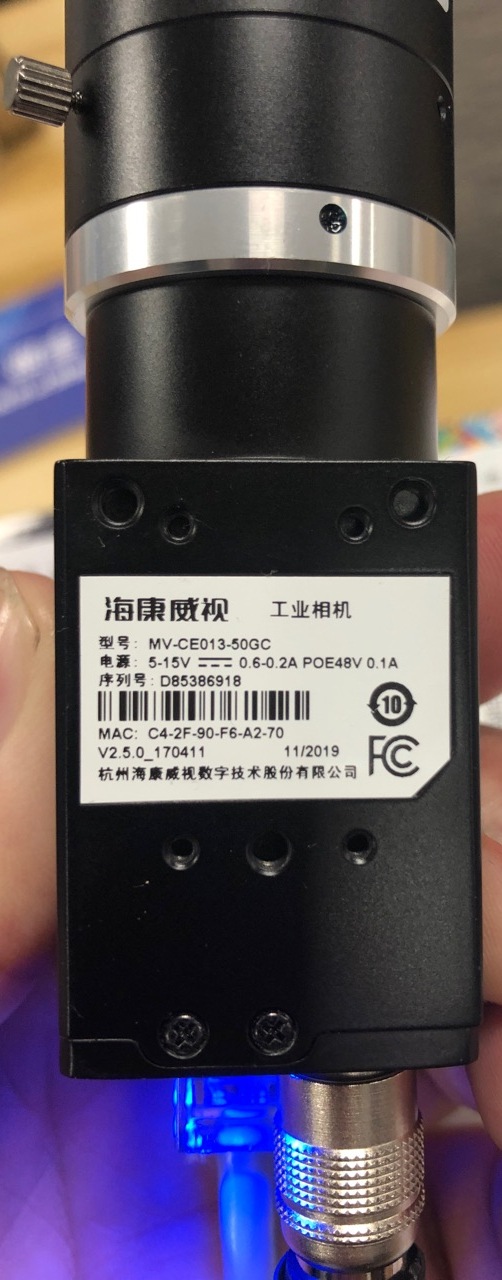 海康威视 工业相机
型号: MV-CE013-50GC
电源: 5-15V ⎓ 0.6-0.2A POE48V 0.1A
序列号: D85386918
10
MAC: C4-2F-90-F6-A2-70
V2.5.0_170411 11/2019
FC
杭州海康威视数字技术股份有限公司